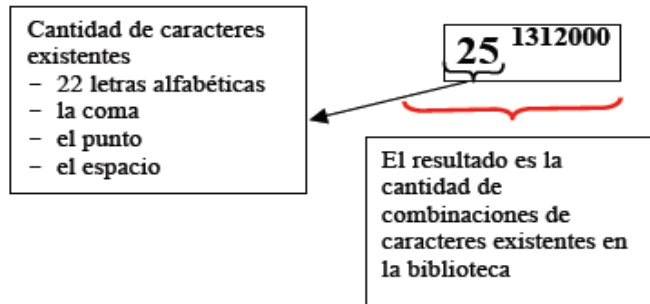 Cantidad de caracteres
existentes
– 22 letras alfabéticas
– la coma
– el punto
– el espacio
25 1312000
El resultado es la
cantidad de
combinaciones de
caracteres existentes en
la biblioteca